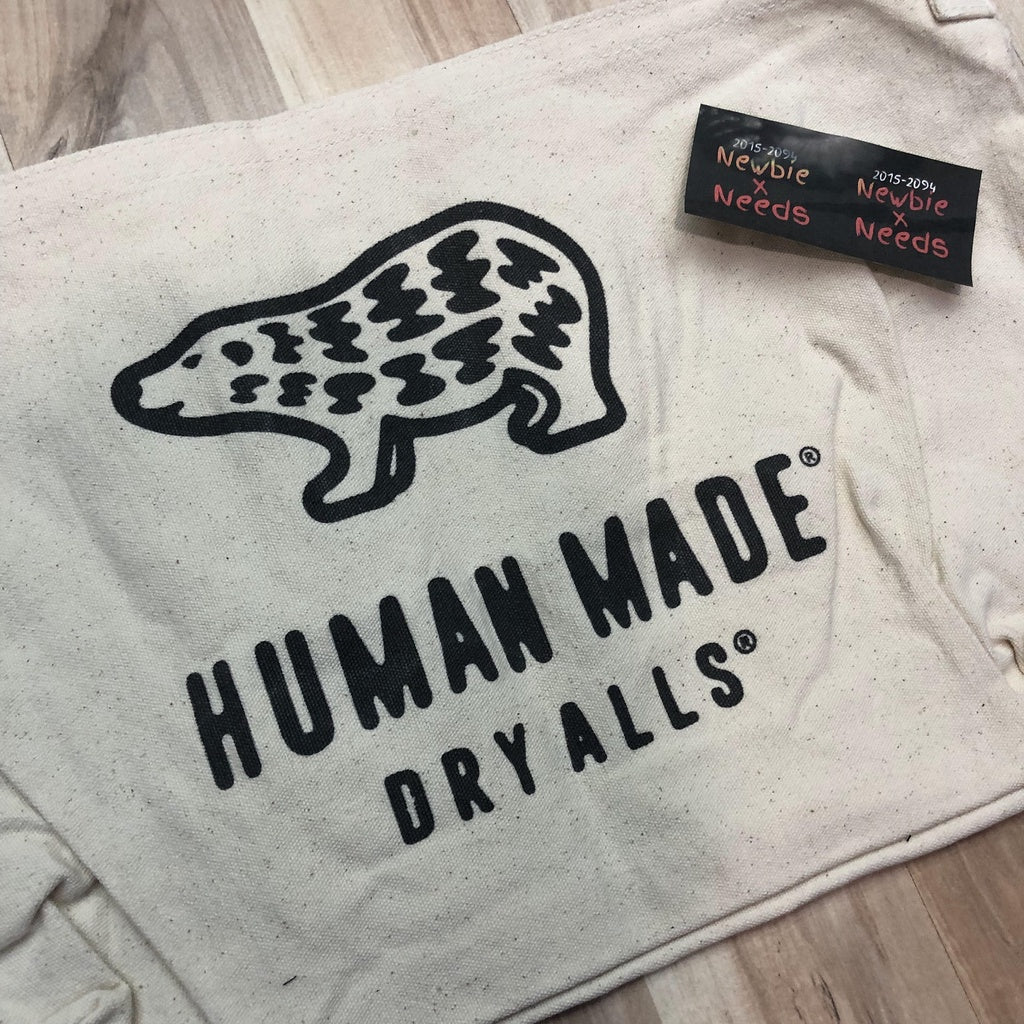 2015-2094
Newbie
x
Needs
2015-2094
Newbie
x
Needs
HUMAN MADE®
DRY ALLS®